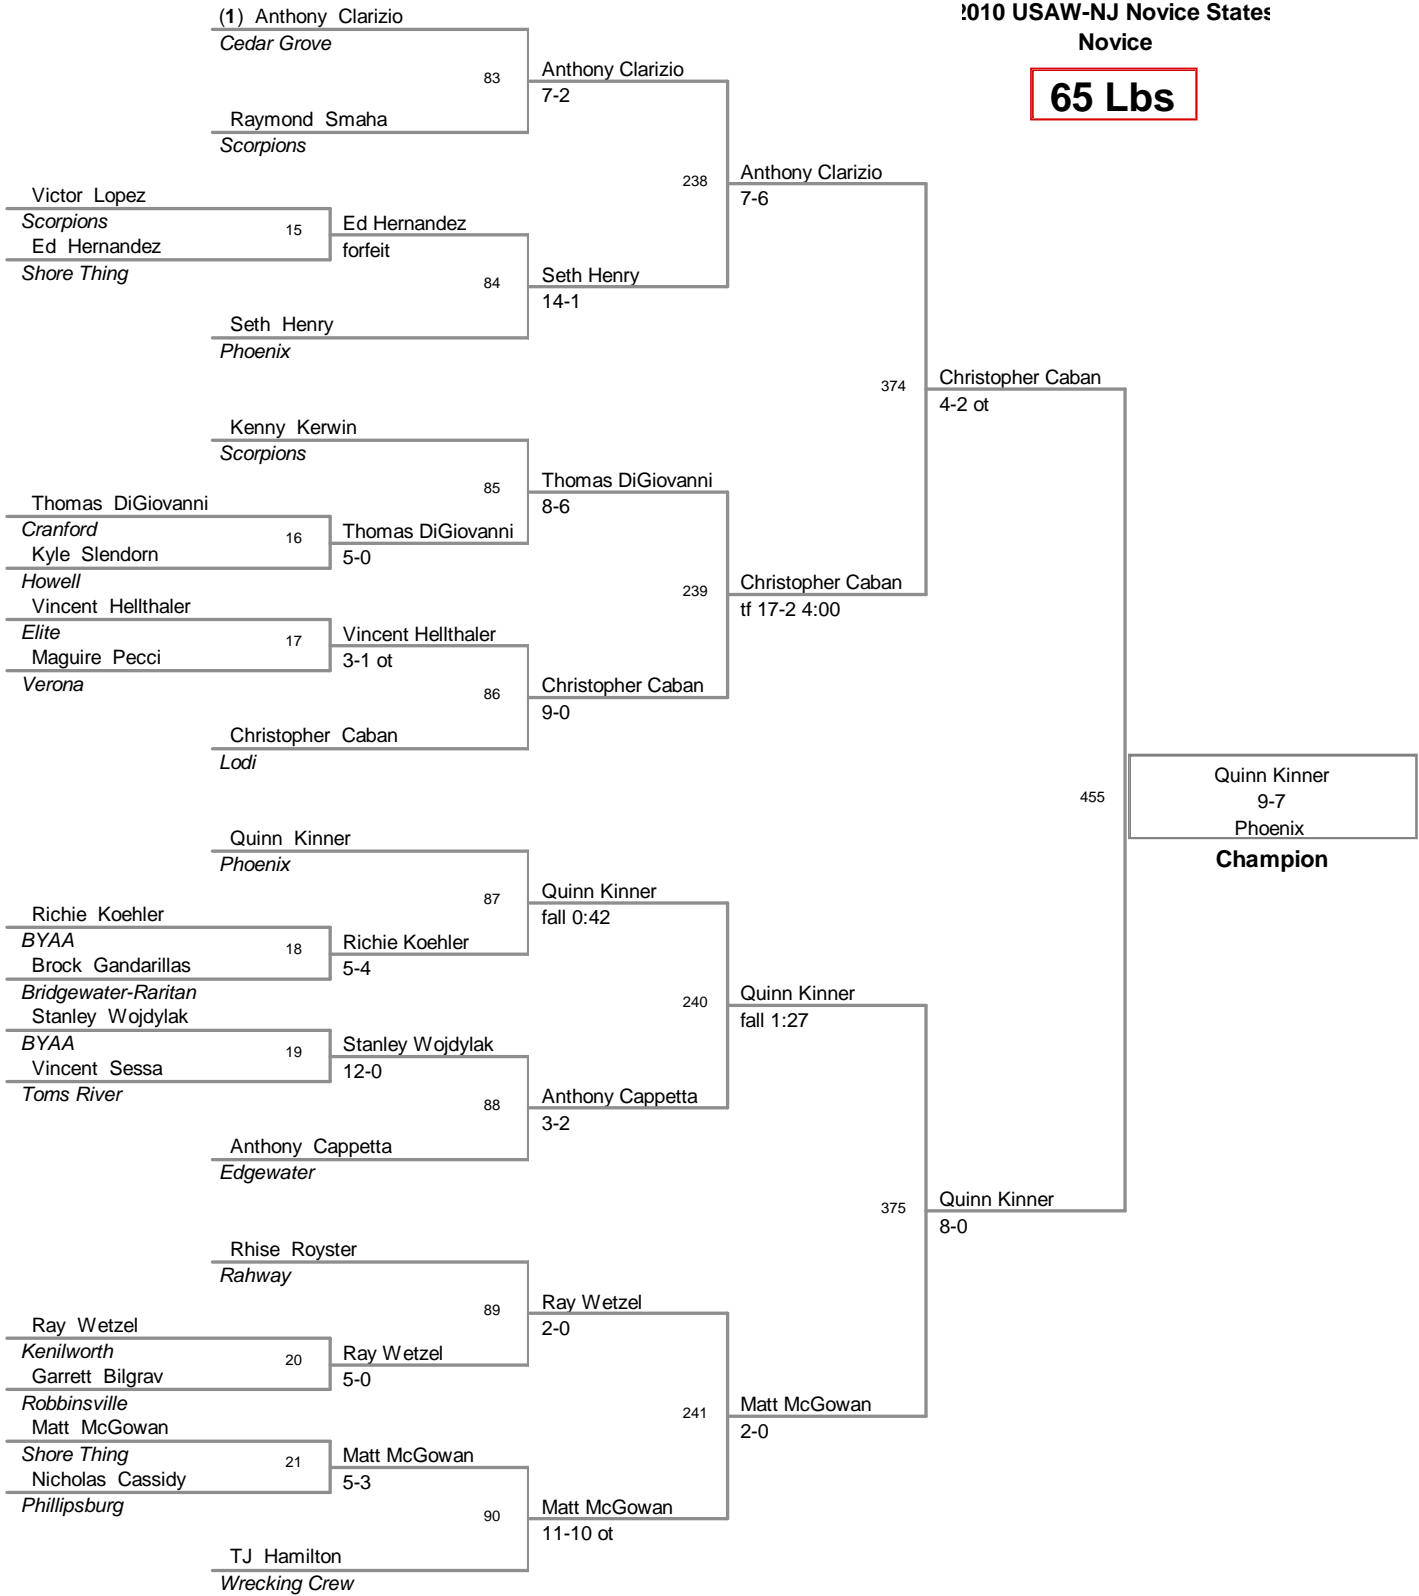 (1) Anthony Clarizio
2010 USAW-NJ Novice States
Cedar Grove
Novice
83
Anthony Clarizio
7-2
65 Lbs
Raymond Smaha
Scorpions
238
Anthony Clarizio
7-6
Victor Lopez
Scorpions
15
Ed Hernandez
Ed Hernandez
forfeit
Shore Thing
84
Seth Henry
14-1
Seth Henry
Phoenix
374
Christopher Caban
4-2 ot
Kenny Kerwin
Scorpions
85
Thomas DiGiovanni
8-6
Thomas DiGiovanni
Cranford
16
Thomas DiGiovanni
Kyle Slendorn
5-0
Howell
239
Christopher Caban
tf 17-2 4:00
Vincent Hellthaler
Elite
17
Vincent Hellthaler
Maguire Pecci
3-1 ot
Verona
86
Christopher Caban
9-0
Christopher Caban
Lodi
455
Quinn Kinner
9-7
Phoenix
Champion
Quinn Kinner
Phoenix
87
Quinn Kinner
fall 0:42
Richie Koehler
BYAA
18
Richie Koehler
Brock Gandarillas
5-4
Bridgewater-Raritan
240
Quinn Kinner
fall 1:27
Stanley Wojdylak
BYAA
19
Stanley Wojdylak
Vincent Sessa
12-0
Toms River
88
Anthony Cappetta
3-2
Anthony Cappetta
Edgewater
375
Quinn Kinner
8-0
Rhise Royster
Rahway
89
Ray Wetzel
2-0
Ray Wetzel
Kenilworth
20
Ray Wetzel
Garrett Bilgrav
5-0
Robbinsville
241
Matt McGowan
2-0
Matt McGowan
Shore Thing
21
Matt McGowan
Nicholas Cassidy
5-3
Phillipsburg
90
Matt McGowan
11-10 ot
TJ Hamilton
Wrecking Crew